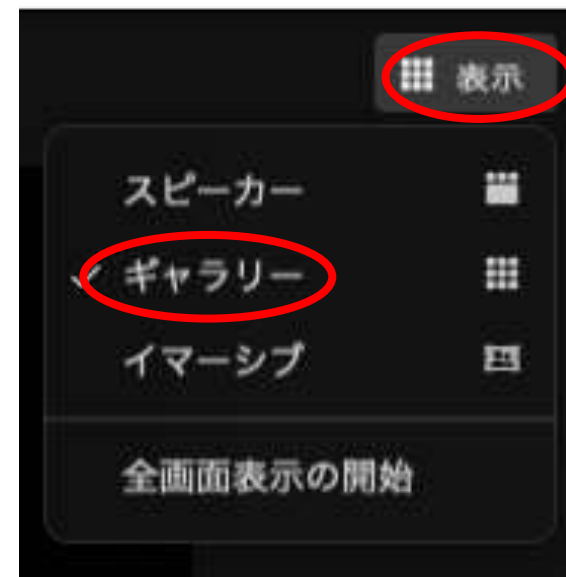 表示
スピーカー
ギャラリー
イマーシブ
全画面表示の開始